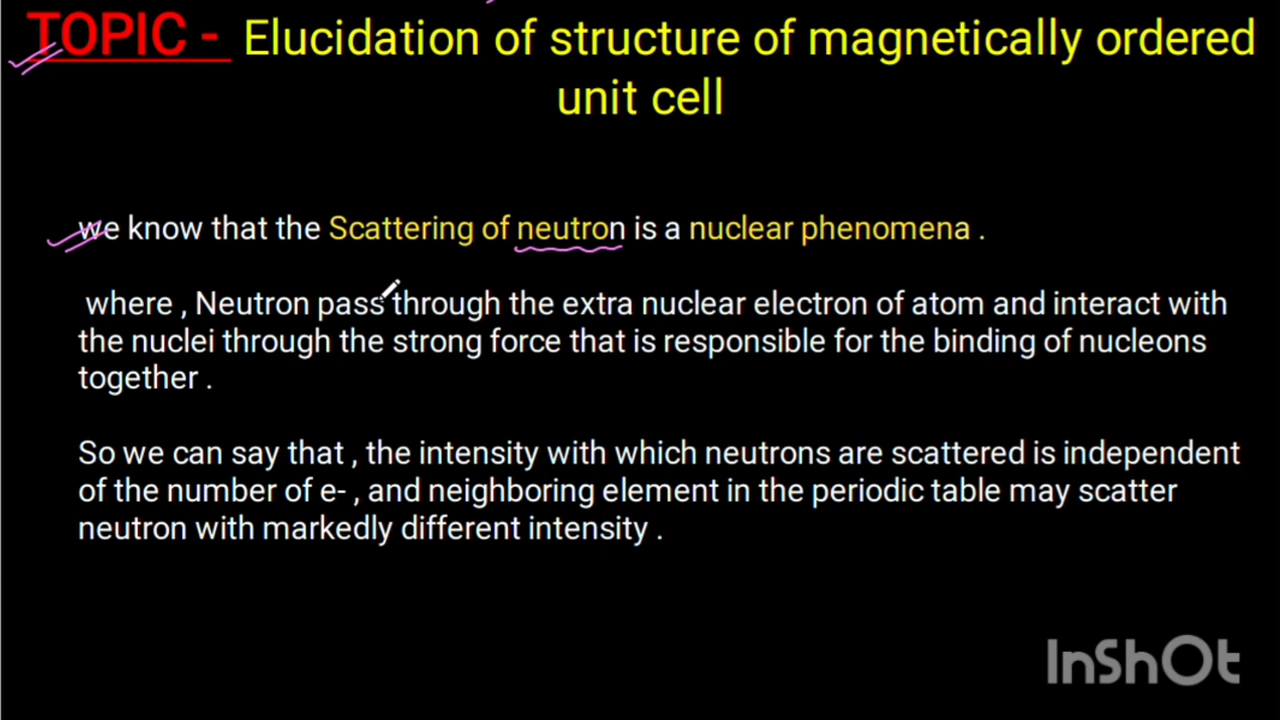 TOPIC - Elucidation of structure of magnetically ordered
unit cell
we know that the Scattering of neutron is a nuclear phenomena .
where , Neutron pass through the extra nuclear electron of atom and interact with
the nuclei through the strong force that is responsible for the binding of nucleons
together .
So we can say that , the intensity with which neutrons are scattered is independent
of the number of e- , and neighboring element in the periodic table may scatter
neutron with markedly different intensity .
InShOt